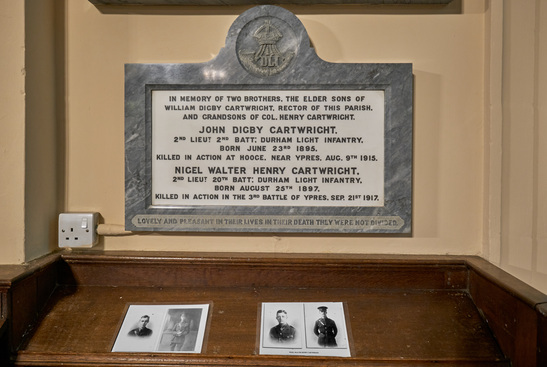 IN MEMORY OF TWO BROTHERS, THE ELDER SONS OF
WILLIAM DIGBY CARTWRIGHT, RECTOR OF THIS PARISH,
AND GRANDSONS OF COL. HENRY CARTWRIGHT.
JOHN DIGBY CARTWRIGHT.
2ND LIEUT 2ND BATT: DURHAM LIGHT INFANTRY,
BORN JUNE 23RD 1895.
KILLED IN ACTION AT HOOGE, NEAR YPRES, AUG. 9TH 1915.
NIGEL WALTER HENRY CARTWRIGHT,
2ND LIEUT 20TH BATT: DURHAM LIGHT INFANTRY,
BORN AUGUST 25TH 1897.
KILLED IN ACTION IN THE 3RD BATTLE OF YPRES, SEP. 21ST 1917.
LOVELY AND PLEASANT IN THEIR LIVES IN THEIR DEATH THEY WERE NOT DIVIDED.